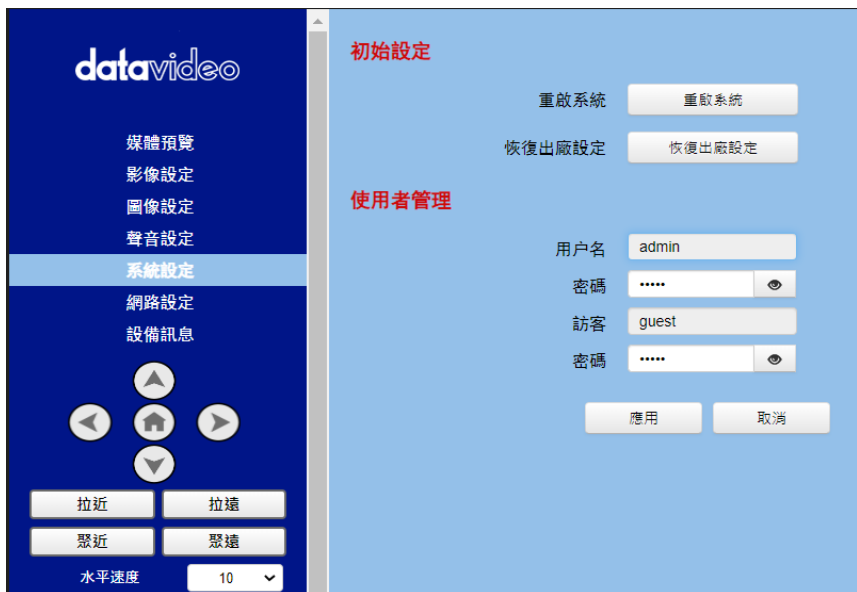 datavideo
媒體預覽
影像設定
圖像設定
聲音設定
系統設定
網路設定
設備訊息
拉近 拉遠
聚近 聚遠
水平速度 10
初始設定
重啟系統 重啟系統
恢復出廠設定 恢復出廠設定
使用者管理
用户名 admin
密碼 •••••
訪客 guest
密碼 •••••
應用 取消